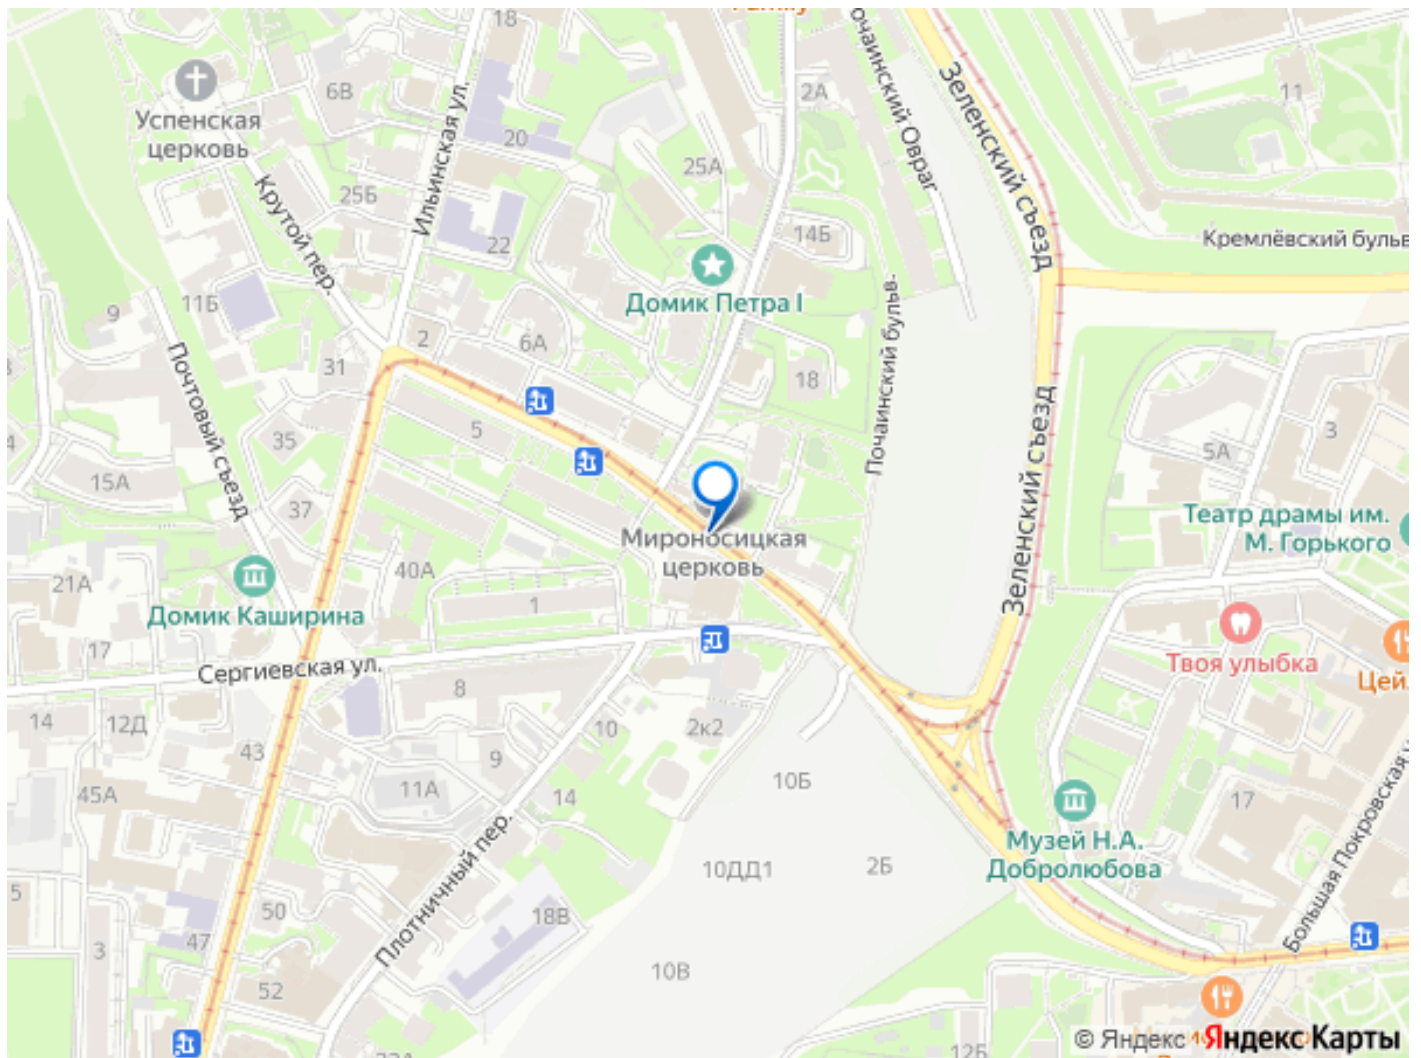 18
2А
Почаинский Овраг
Зеленский съезд
11
Успенская
церковь
6В
Ильинская ул.
20
25А
25Б
Крутой пер.
22
14Б
Кремлёвский бульв
Домик Петра I
11Б
9
2
6А
31
18
Почаинский бульв.
Почтовый съезд
35
5
Зеленский съезд
3
5А
15А
37
Театр драмы им.
М. Горького
Мироносицкая
церковь
21А
40А
Домик Каширина
1
17
Сергиевская ул.
Твоя улыбка
Цей.
8
14
12Д
43
10
2к2
9
45А
11А
14
10Б
17
Музей Н.А.
Добролюбова
Большая Покровская у
Плотничный пер.
10ДД1
2Б
5
50
18В
3
47
10В
52
12Б
© Яндекс Яндекс Карты